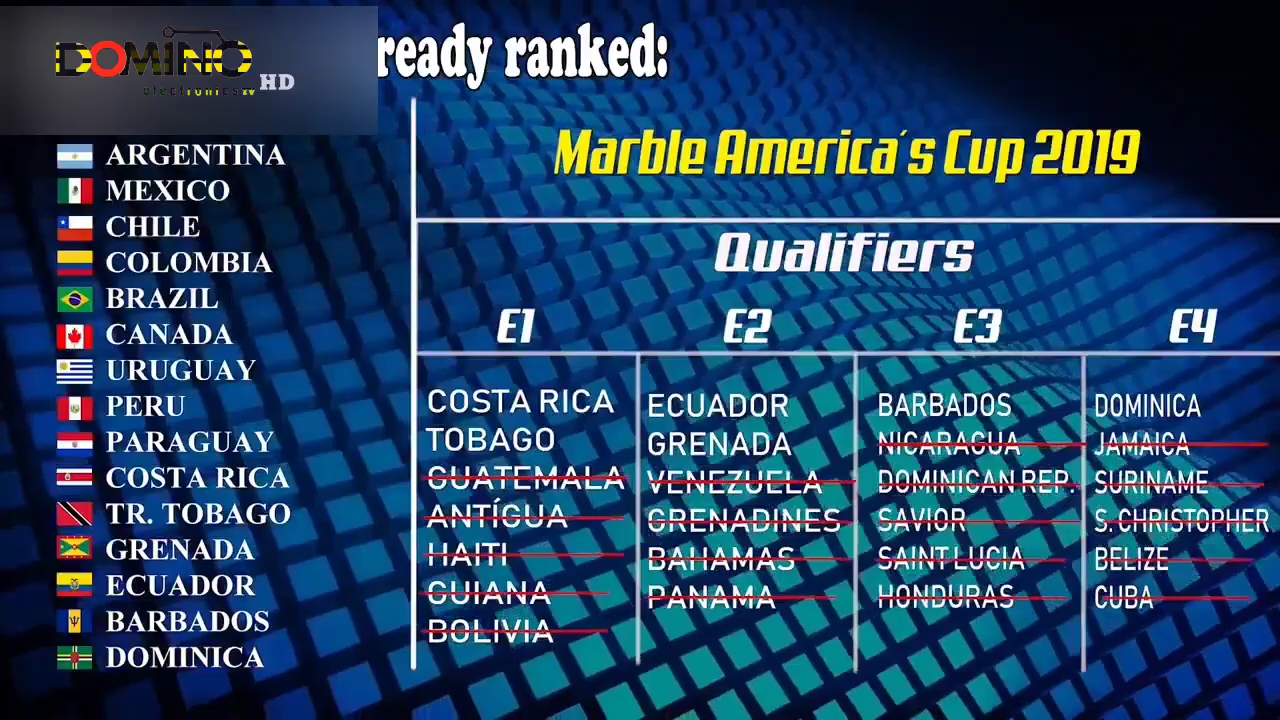 DOMINO
electronics
XV
HD
ready ranked:
ARGENTINA
MEXICO
CHILE
COLOMBIA
BRAZIL
CANADA
URUGUAY
PERU
PARAGUAY
COSTA RICA
TR. TOBAGO
GRENADA
ECUADOR
BARBADOS
DOMINICA
Marble America´s Cup 2019
Qualifiers
E1 E2 E3 E4
COSTA RICA ECUADOR BARBADOS DOMINICA
TOBAGO GRENADA NICARAGUA JAMAICA
GUATEMALA VENEZUELA DOMINICAN REP. SURINAME
ANTÍGUA GRENADINES SAVIOR S. CHRISTOPHER
HAITI BAHAMAS SAINT LUCIA BELIZE
GUIANA PANAMA HONDURAS CUBA
BOLIVIA